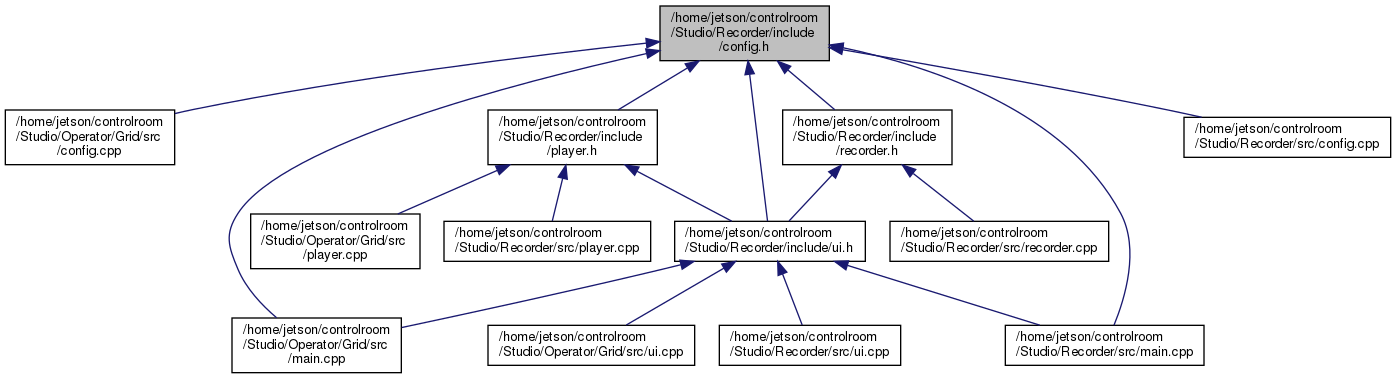 /home/jetson/controlroom
/Studio/Recorder/include
/config.h
/home/jetson/controlroom
/Studio/Operator/Grid/src
/config.cpp
/home/jetson/controlroom
/Studio/Recorder/include
/player.h
/home/jetson/controlroom
/Studio/Recorder/include
/recorder.h
/home/jetson/controlroom
/Studio/Recorder/src/config.cpp
/home/jetson/controlroom
/Studio/Operator/Grid/src
/player.cpp
/home/jetson/controlroom
/Studio/Recorder/src/player.cpp
/home/jetson/controlroom
/Studio/Recorder/include/ui.h
/home/jetson/controlroom
/Studio/Recorder/src/recorder.cpp
/home/jetson/controlroom
/Studio/Operator/Grid/src
/main.cpp
/home/jetson/controlroom
/Studio/Operator/Grid/src/ui.cpp
/home/jetson/controlroom
/Studio/Recorder/src/ui.cpp
/home/jetson/controlroom
/Studio/Recorder/src/main.cpp